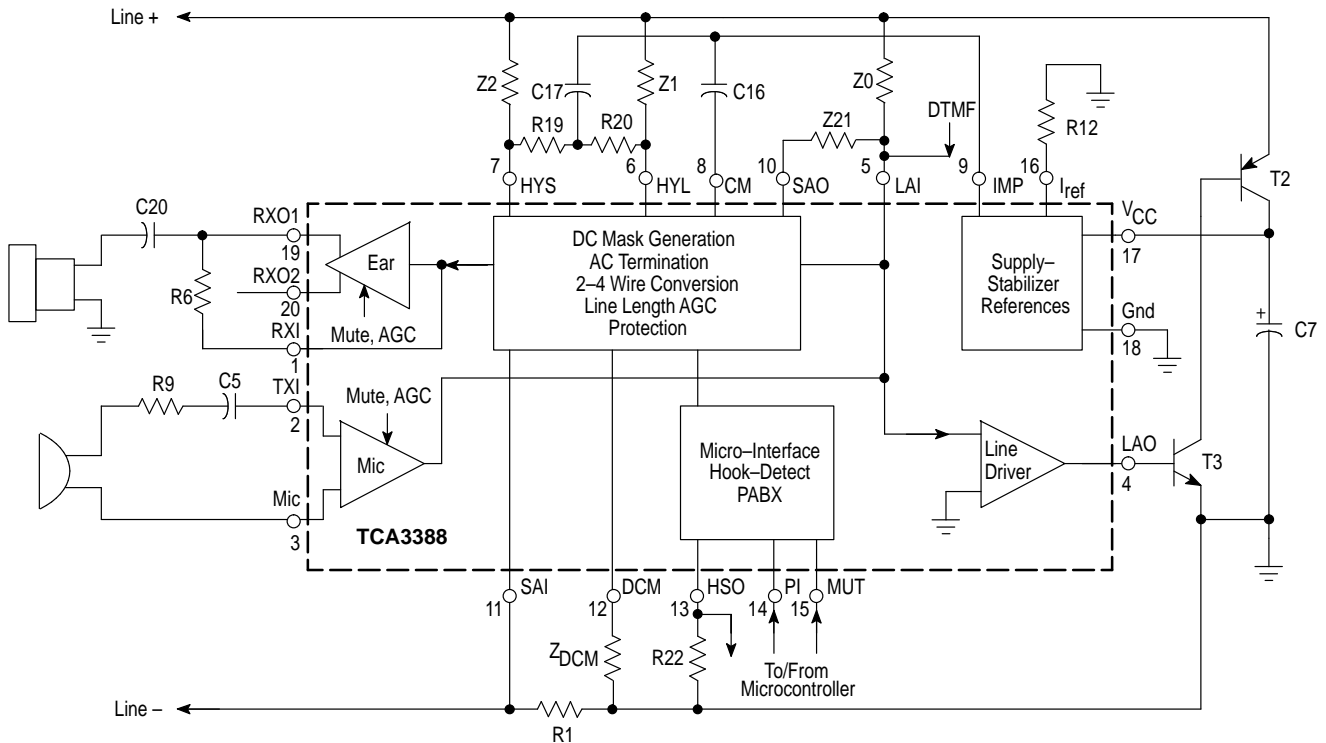 Line +
Z2
C17
Z1
C16
Z0
DTMF
R12
R19
R20
Z21
7
6
8
10
5
9
16
HYS
HYL
CM
SAO
LAI
IMP
Iref
T2
C20
RXO1
19
RXO2
20
R6
RXI
1
Ear
Mute, AGC
DC Mask Generation
AC Termination
2–4 Wire Conversion
Line Length AGC
Protection
Supply–
Stabilizer
References
VCC
17
Gnd
18
+
C7
R9
C5
TXI
2
Mute, AGC
Mic
Mic
3
TCA3388
Micro–Interface
Hook–Detect
PABX
Line
Driver
LAO
4
T3
SAI
11
DCM
12
HSO
13
PI
14
MUT
15
ZDCM
R22
To/From
Microcontroller
Line –
R1